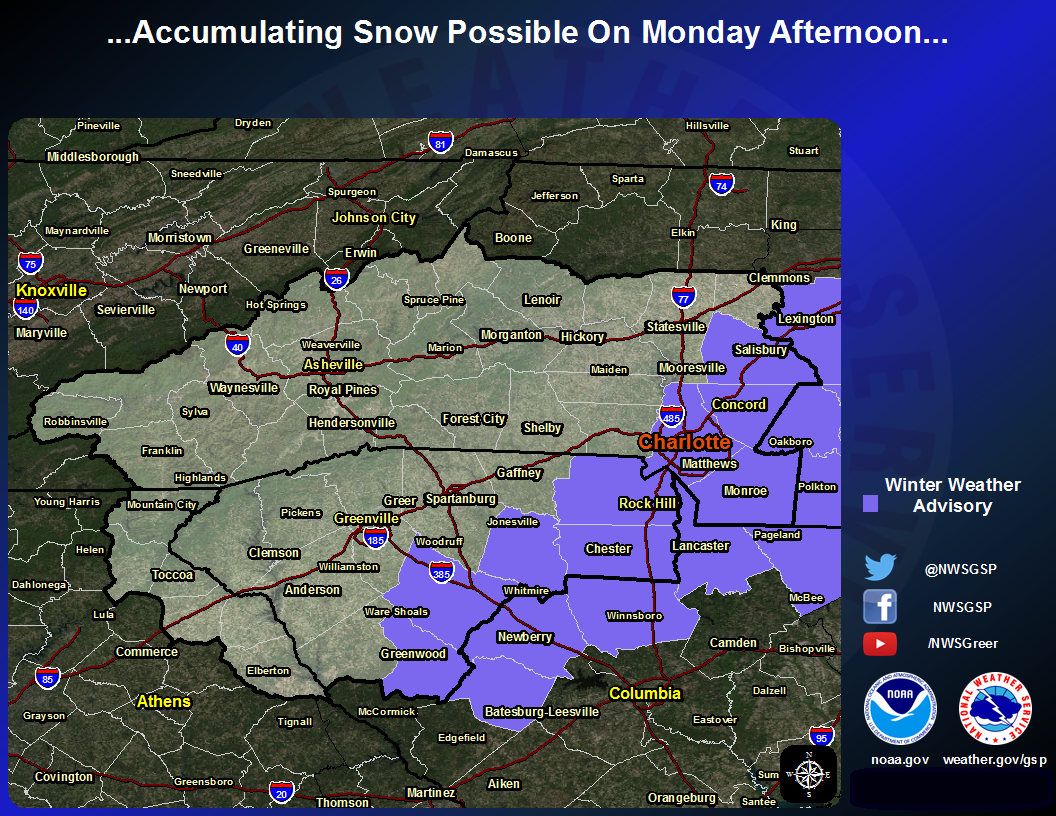 ...Accumulating Snow Possible On Monday Afternoon...
Pineville
Dryden
Hillsville
81
Middlesborough
Damascus
Stuart
Sneedville
Sparta
74
Spurgeon
Jefferson
Johnson City
Maynardville
Morristown
Boone
Elkin
King
Greeneville
Erwin
75
26
Clemmons
Knoxville
Newport
77
Hot Springs
Spruce Pine
Lenoir
140
Sevierville
Lexington
Maryville
Statesville
Morganton
Hickory
40
Weaverville
Marion
Salisbury
Asheville
Mooresville
Maiden
Waynesville
Royal Pines
Concord
Sylva
485
Robbinsville
Hendersonville
Forest City
Shelby
Charlotte
Oakboro
Franklin
Matthews
Highlands
Gaffney
Polkton
Monroe
Young Harris
Mountain City
Greer
Spartanburg
Rock Hill
Pickens
Greenville
Jonesville
Pageland
185
Woodruff
Helen
Clemson
Chester
Lancaster
Williamston
385
Toccoa
Dahlonega
Anderson
Whitmire
McBee
Lula
Ware Shoals
Winnsboro
Newberry
Camden
Commerce
Greenwood
Bishopville
Elberton
85
Columbia
Dalzell
Athens
McCormick
Batesburg-Leesville
Grayson
Tignall
Eastover
Edgefield
95
Covington
Greensboro
Aiken
Sum
20
Thomson
Martinez
Orangeburg
Santee
N
W
E
S
Winter Weather
Advisory
@NWSGSP
NWSGSP
/NWSGreer
NOAA
NATIONAL WEATHER SERVICE
noaa.gov
weather.gov/gsp